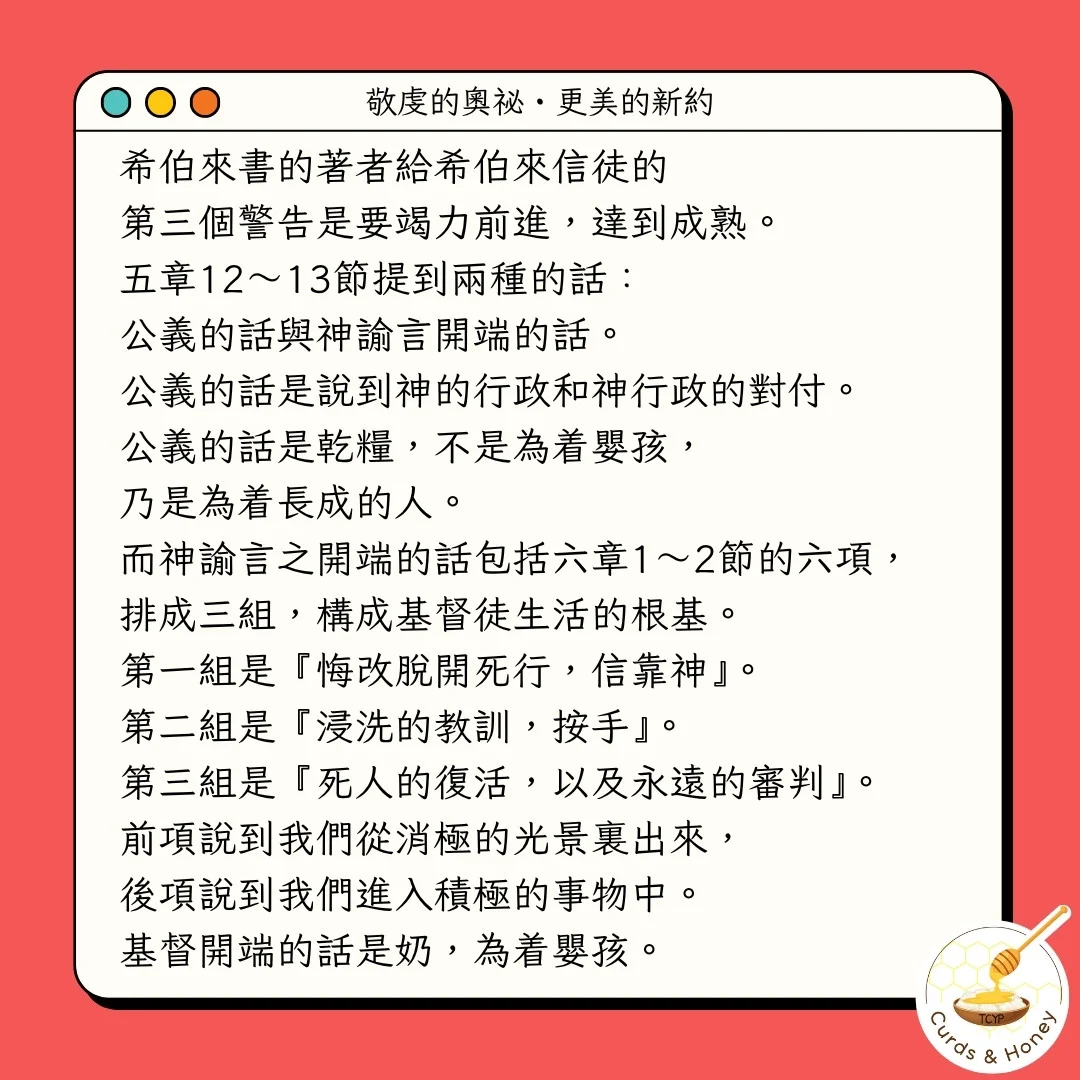 敬虔的奧祕・更美的新約
希伯來書的著者給希伯來信徒的
第三個警告是要竭力前進，達到成熟。
五章12～13節提到兩種的話：
公義的話與神諭言開端的話。
公義的話是說到神的行政和神行政的對付。
公義的話是乾糧，不是為着嬰孩，
乃是為着長成的人。
而神諭言之開端的話包括六章1～2節的六項，
排成三組，構成基督徒生活的根基。
第一組是『悔改脫開死行，信靠神』。
第二組是『浸洗的教訓，按手』。
第三組是『死人的復活，以及永遠的審判』。
前項說到我們從消極的光景裏出來，
後項說到我們進入積極的事物中。
基督開端的話是奶，為着嬰孩。
TCYP
Curds & Honey